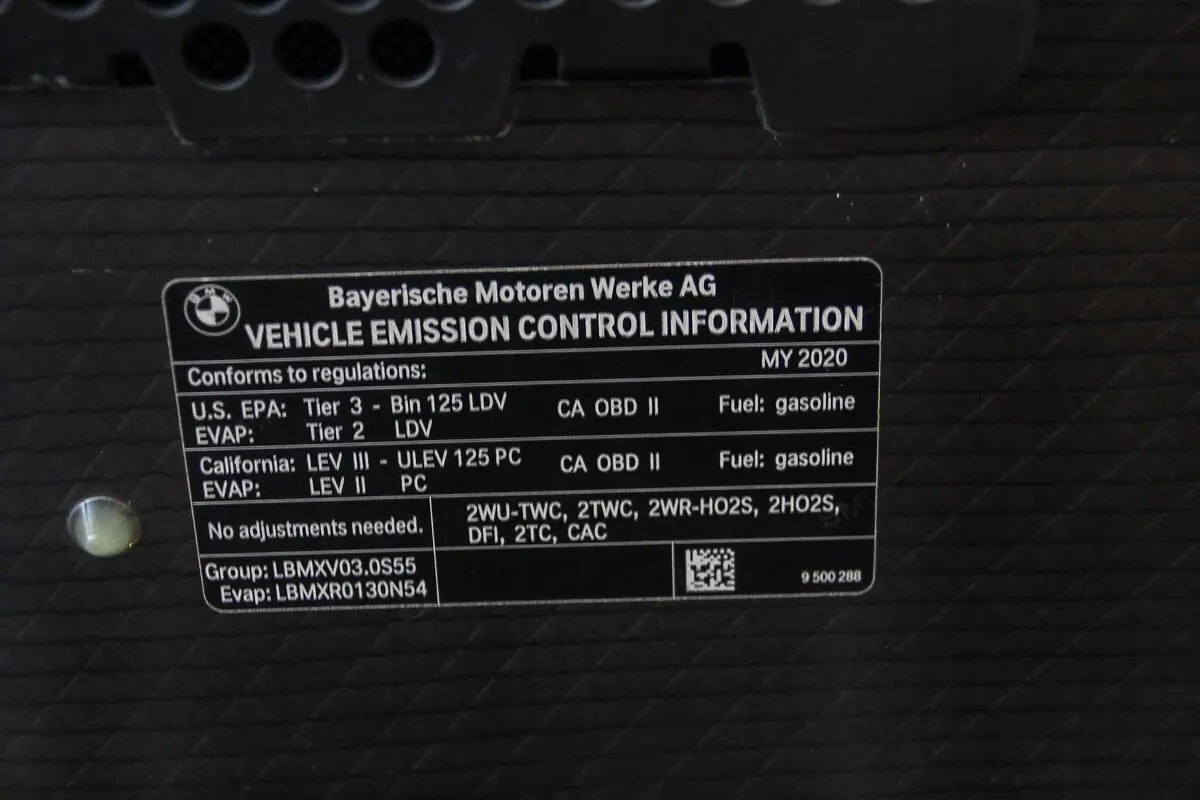 BMW
Bayerische Motoren Werke AG
VEHICLE EMISSION CONTROL INFORMATION
Conforms to regulations: MY 2020
U.S. EPA: Tier 3 - Bin 125 LDV CA OBD II Fuel: gasoline
EVAP: Tier 2 LDV
California: LEV III - ULEV 125 PC CA OBD II Fuel: gasoline
EVAP: LEV II PC
No adjustments needed.
2WU-TWC, 2TWC, 2WR-HO2S, 2HO2S,
DFI, 2TC, CAC
Group: LBMXV03.0S55
Evap: LBMXR0130N54
9 500 288